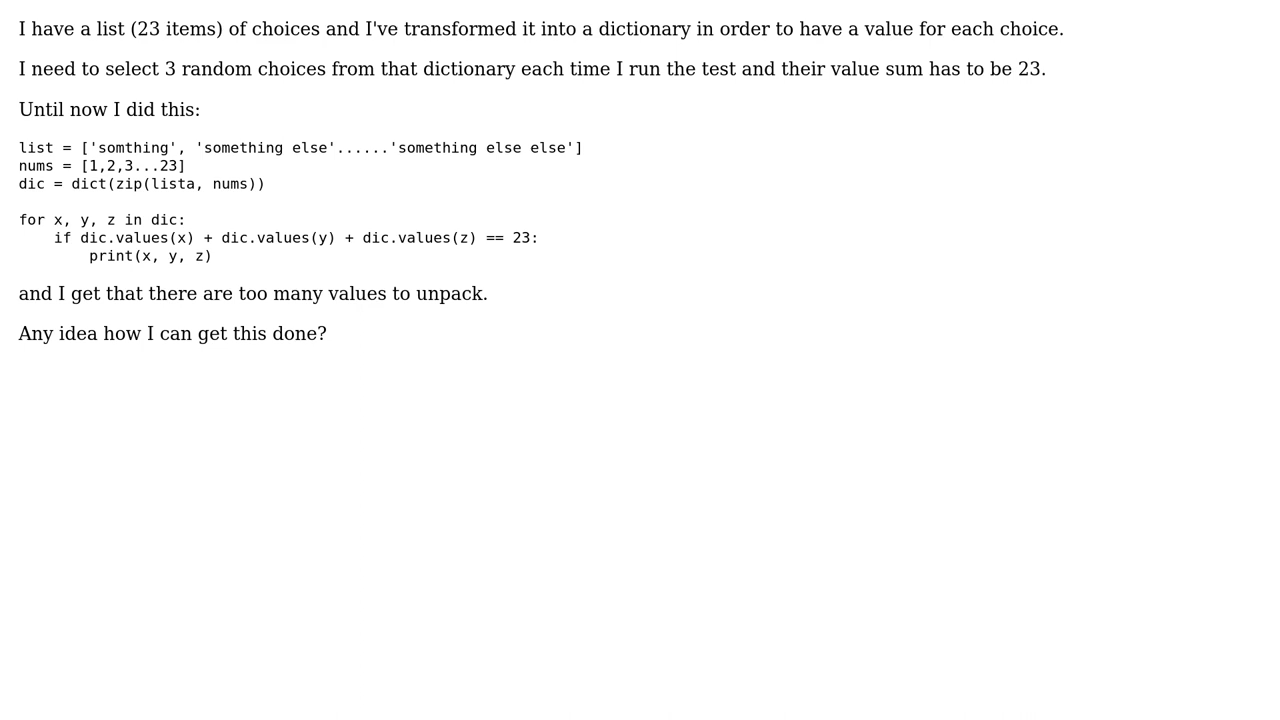 I have a list (23 items) of choices and I've transformed it into a dictionary in order to have a value for each choice.
I need to select 3 random choices from that dictionary each time I run the test and their value sum has to be 23.
Until now I did this:
list = ['somthing', 'something else'......'something else else']
nums = [1,2,3...23]
dic = dict(zip(lista, nums))
for x, y, z in dic:
    if dic.values(x) + dic.values(y) + dic.values(z) == 23:
        print(x, y, z)
and I get that there are too many values to unpack.
Any idea how I can get this done?